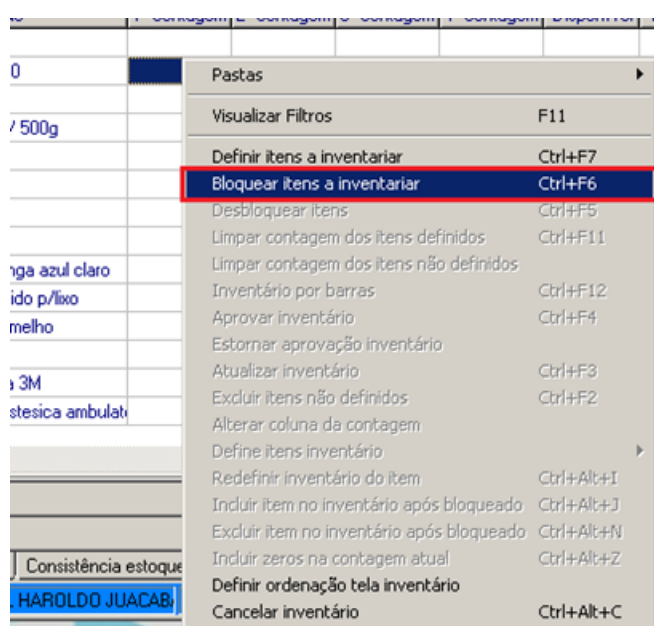 0
Pastas
Visualizar Filtros F11
/ 500g
Definir itens a inventariar Ctrl+F7
Bloquear itens a inventariar Ctrl+F6
Desbloquear itens Ctrl+F5
Limpar contagem dos itens definidos Ctrl+F11
nga azul claro Limpar contagem dos itens não definidos
ido p/lixo Inventário por barras Ctrl+F12
melho Aprovar inventário Ctrl+F4
Estornar aprovação inventário
3M Atualizar inventário Ctrl+F3
Excluir itens não definidos Ctrl+F2
stesica ambulat Alterar coluna da contagem
Define itens inventário
Redefinir inventário do item Ctrl+Alt+I
Incluir item no inventário após bloqueado Ctrl+Alt+J
Excluir item no inventário após bloqueado Ctrl+Alt+N
Consistência estoque Incluir zeros na contagem atual Ctrl+Alt+Z
HAROLDO JUACAB Definir ordenação tela inventário
Cancelar inventário Ctrl+Alt+C